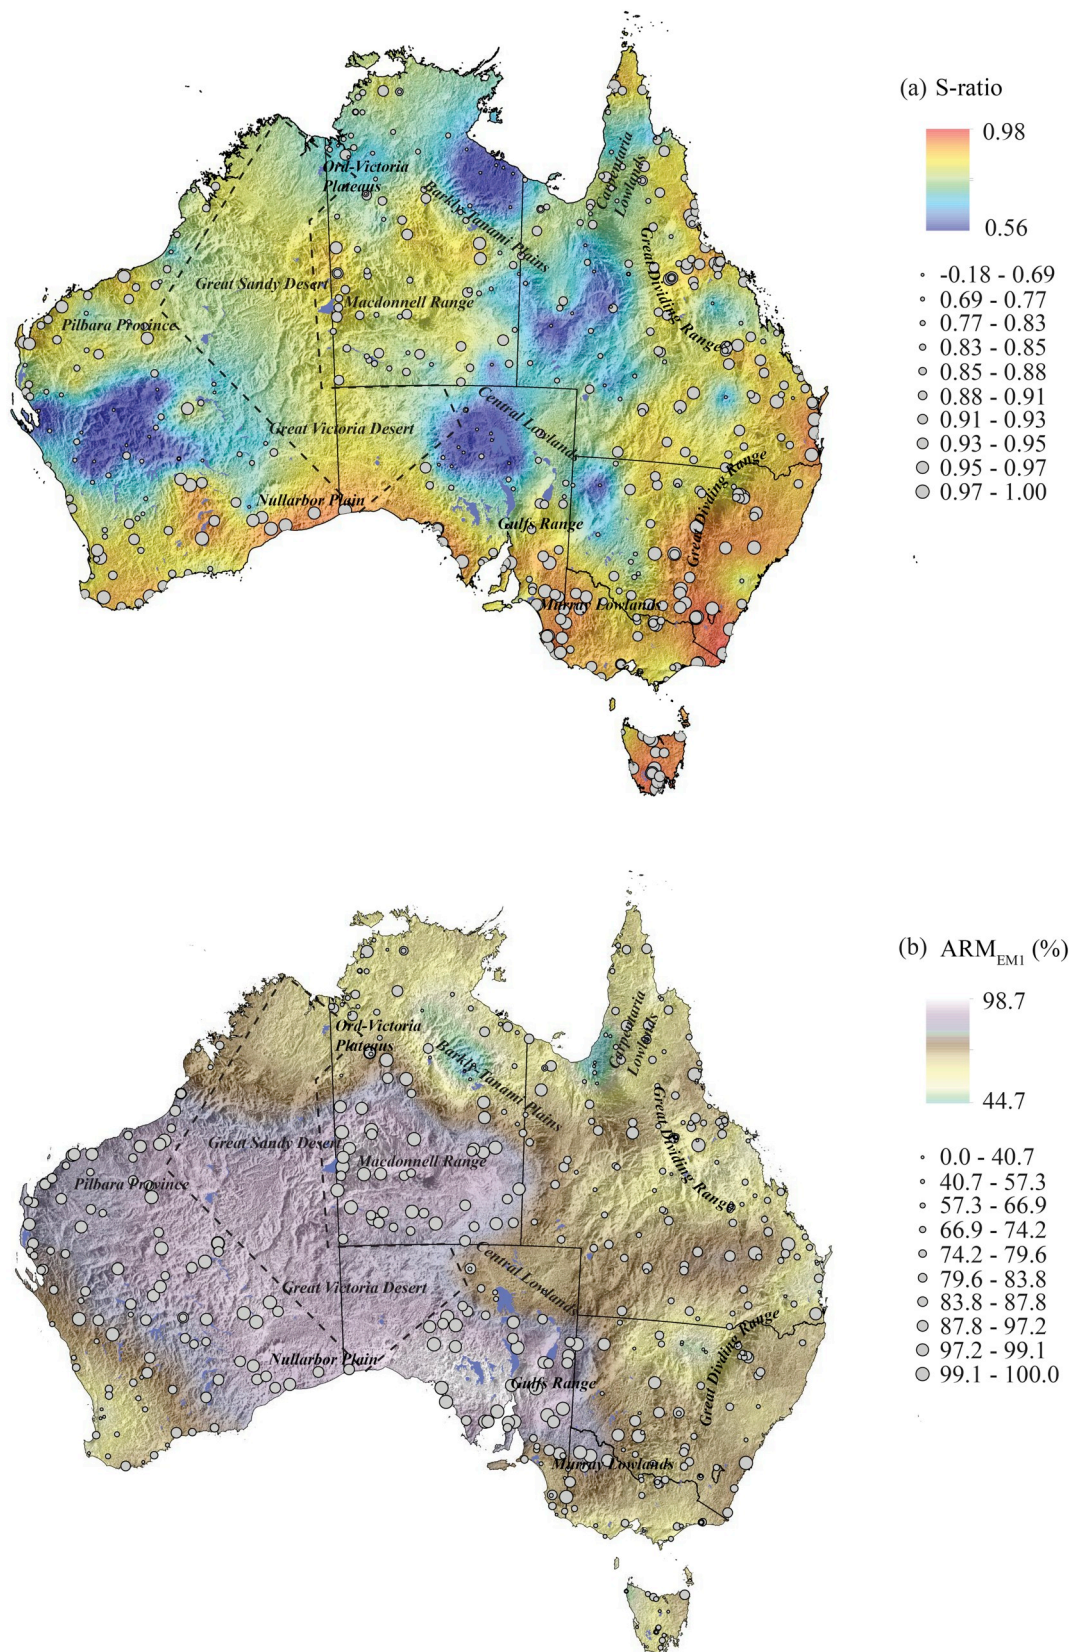 (a) S-ratio
0.98
0.56
-0.18 - 0.69
0.69 - 0.77
0.77 - 0.83
0.83 - 0.85
0.85 - 0.88
0.88 - 0.91
0.91 - 0.93
0.93 - 0.95
0.95 - 0.97
0.97 - 1.00
Ord-Victoria
Plateaus
Barkly-Tanami Plains
Carpentaria
Lowlands
Great Dividing Range
Great Sandy Desert
Macdonnell Range
Pilbara Province
Central Lowlands
Great Victoria Desert
Nullarbor Plain
Gulfs Range
Great Dividing Range
Murray Lowlands
(b) ARM EM1 (%)
98.7
44.7
0.0 - 40.7
40.7 - 57.3
57.3 - 66.9
66.9 - 74.2
74.2 - 79.6
79.6 - 83.8
83.8 - 87.8
87.8 - 97.2
97.2 - 99.1
99.1 - 100.0
Ord-Victoria
Plateaus
Barkly-Tanami Plains
Carpentaria
Lowlands
Great Dividing Range
Great Sandy Desert
Macdonnell Range
Pilbara Province
Central Lowlands
Great Victoria Desert
Nullarbor Plain
Gulfs Range
Great Dividing Range
Murray Lowlands